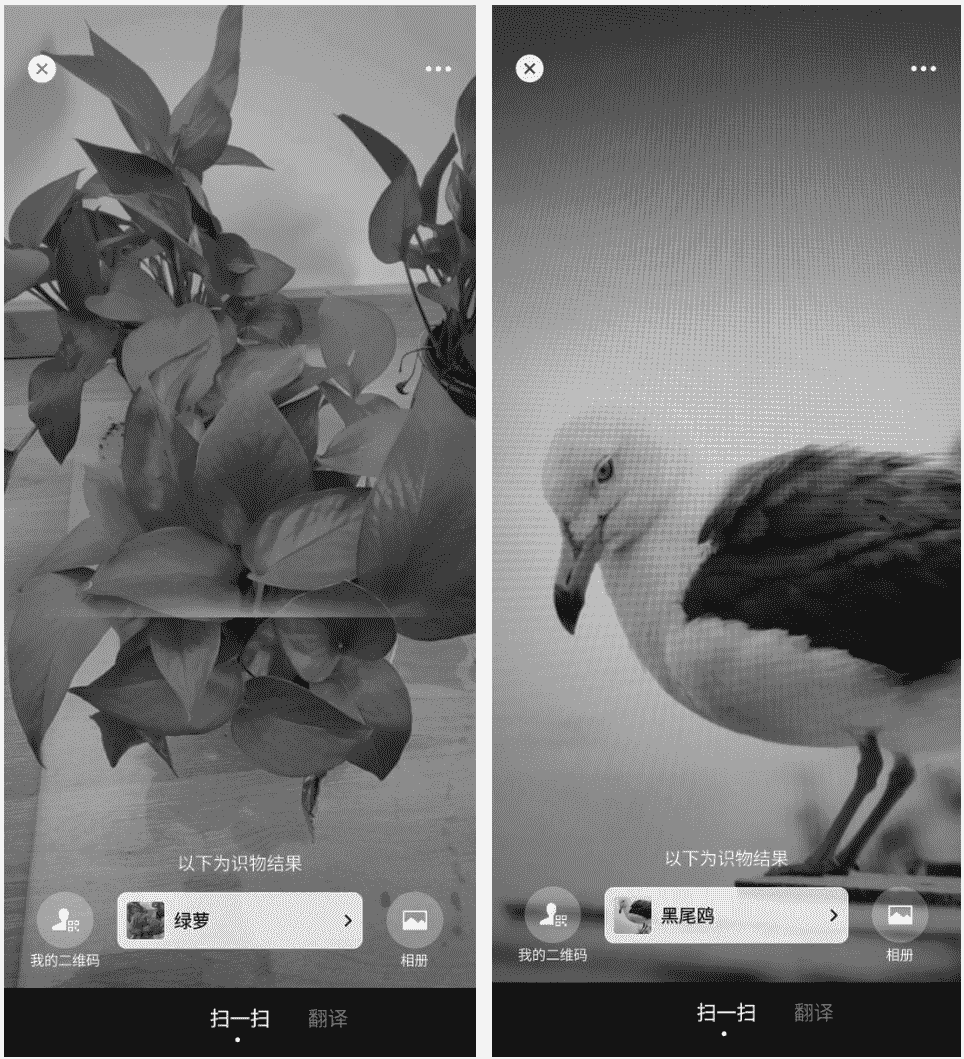 以下为识物结果
绿萝
我的二维码
相册
扫一扫 翻译
以下为识物结果
黑尾鸥
我的二维码
相册
扫一扫 翻译